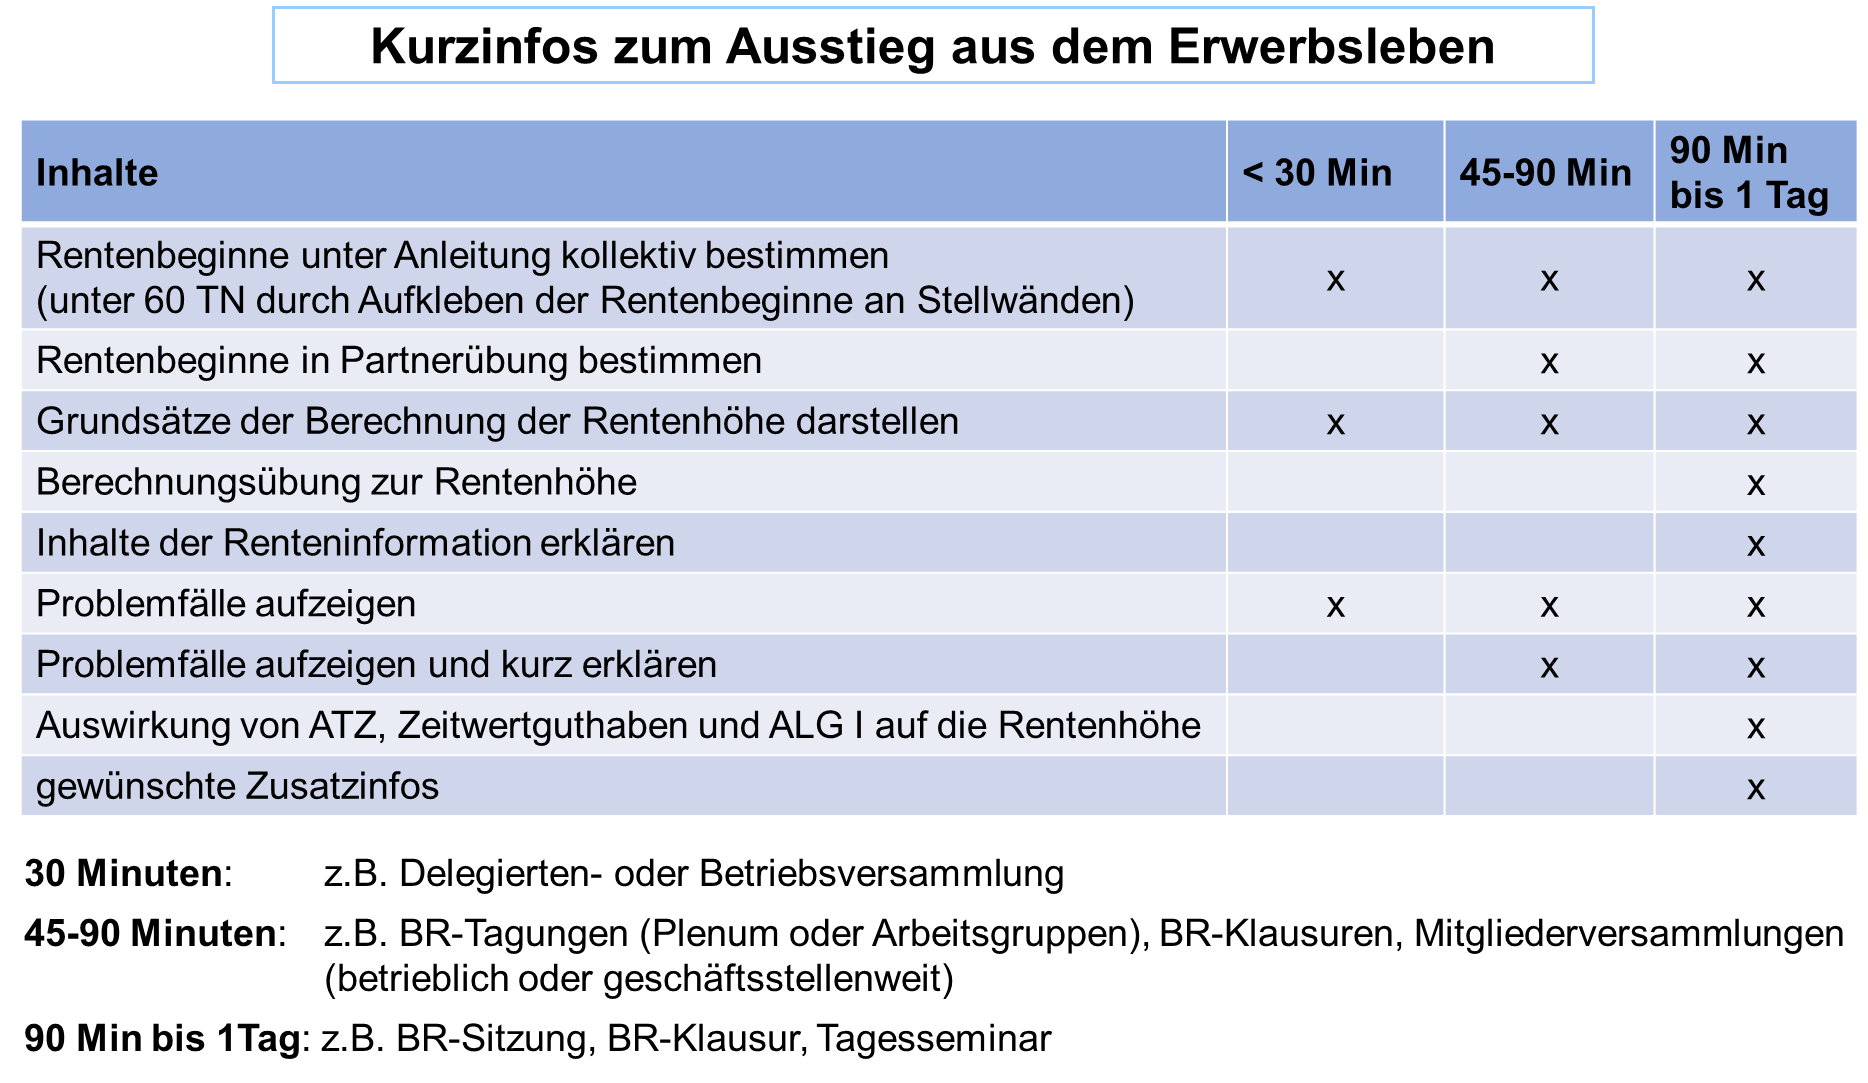 Kurzinfos zum Ausstieg aus dem Erwerbsleben
Inhalte < 30 Min 45-90 Min 90 Min bis 1 Tag
Rentenbeginne unter Anleitung kollektiv bestimmen
(unter 60 TN durch Aufkleben der Rentenbeginne an Stellwänden) x x x
Rentenbeginne in Partnerübung bestimmen x x
Grundsätze der Berechnung der Rentenhöhe darstellen x x x
Berechnungsübung zur Rentenhöhe x
Inhalte der Renteninformation erklären x
Problemfälle aufzeigen x x x
Problemfälle aufzeigen und kurz erklären x x
Auswirkung von ATZ, Zeitwertguthaben und ALG I auf die Rentenhöhe x
gewünschte Zusatzinfos x
30 Minuten: z.B. Delegierten- oder Betriebsversammlung
45-90 Minuten: z.B. BR-Tagungen (Plenum oder Arbeitsgruppen), BR-Klausuren, Mitgliederversammlungen
(betrieblich oder geschäftsstellenweit)
90 Min bis 1Tag: z.B. BR-Sitzung, BR-Klausur, Tagesseminar